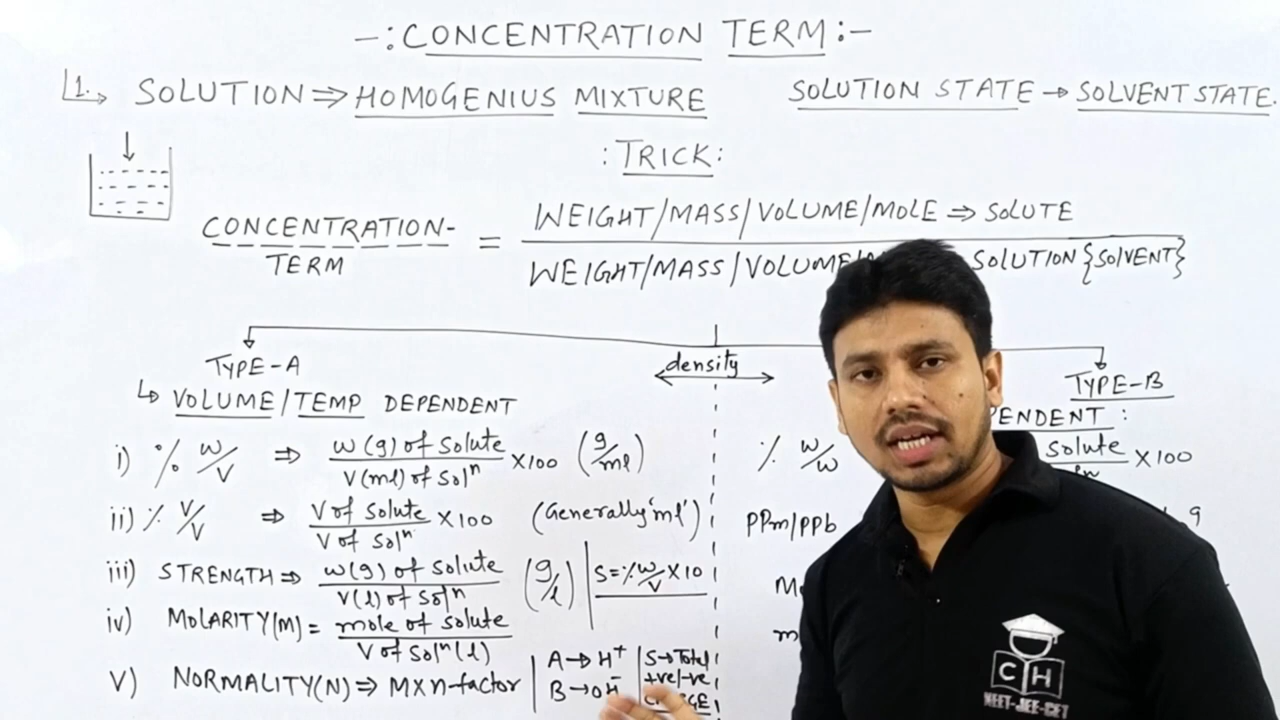 -:CONCENTRATION TERM:-
1. SOLUTION ⇒ HOMOGENIUS MIXTURE
SOLUTION STATE → SOLVENT STATE.
:TRICK:
CONCENTRATION-
TERM
=
WEIGHT/MASS/VOLUME/MOLE ⇒ SOLUTE
WEIGHT/MASS/VOLUME/ SOLUTION {SOLVENT}
TYPE-A
↳ VOLUME/TEMP DEPENDENT
i) % w/v ⇒ w(g) of solute / V(ml) of solⁿ ×100 (g/ml)
ii) % v/v ⇒ V of solute / V of solⁿ ×100 (Generally 'ml')
iii) STRENGTH ⇒ w(g) of solute / V(l) of solⁿ (g/l) | S = % w/v × 10
iv) MOLARITY(M) = mole of solute / V of solⁿ (l)
v) NORMALITY(N) ⇒ M×n-factor | A→H⁺ | S→Total
B→OH⁻ +ve/-ve
density
TYPE-B
:
% w/w solute ×100
PPm/PPb
CH
NEET-JEE-CET